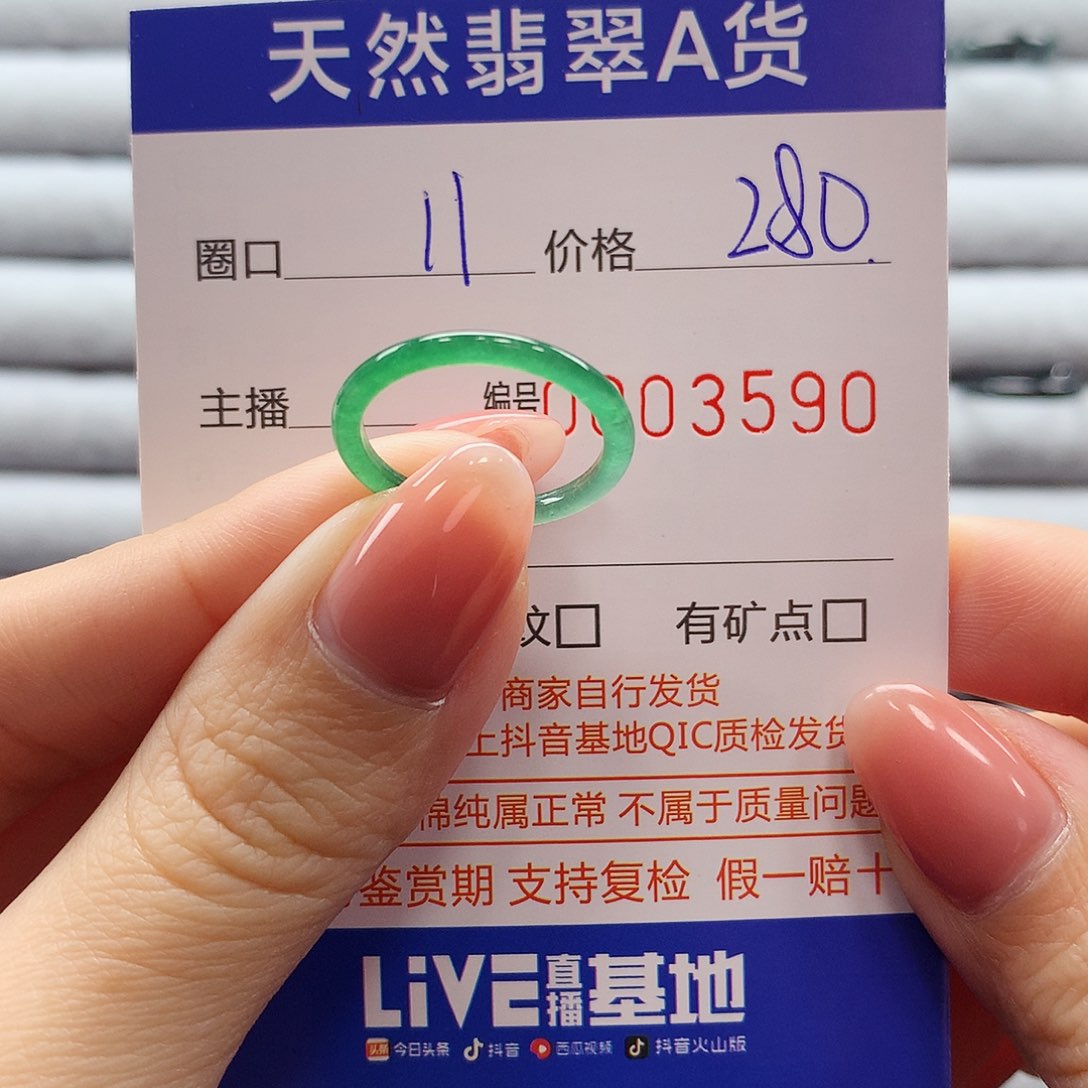 天然翡翠A货
圈口 11 价格 280.
主播 编号 0003590
纹□ 有矿点□
商家自行发货
上抖音基地QIC质检发货
棉纯属正常 不属于质量问题
鉴赏期 支持复检 假一赔十
LiVE直播基地
头条 今日头条 抖音 西瓜视频 抖音火山版